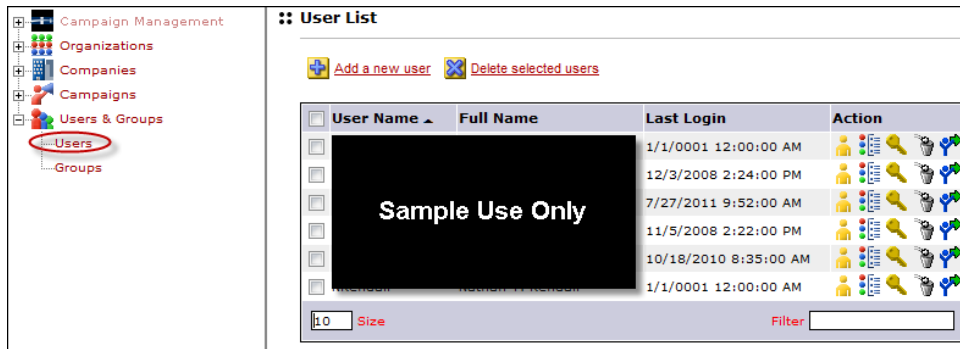 Campaign Management
Organizations
Companies
Campaigns
Users & Groups
Users
Groups
:: User List
Add a new user Delete selected users
User Name Full Name Last Login Action
1/1/0001 12:00:00 AM
12/3/2008 2:24:00 PM
7/27/2011 9:52:00 AM
Sample Use Only
11/5/2008 2:22:00 PM
10/18/2010 8:35:00 AM
1/1/0001 12:00:00 AM
10 Size Filter